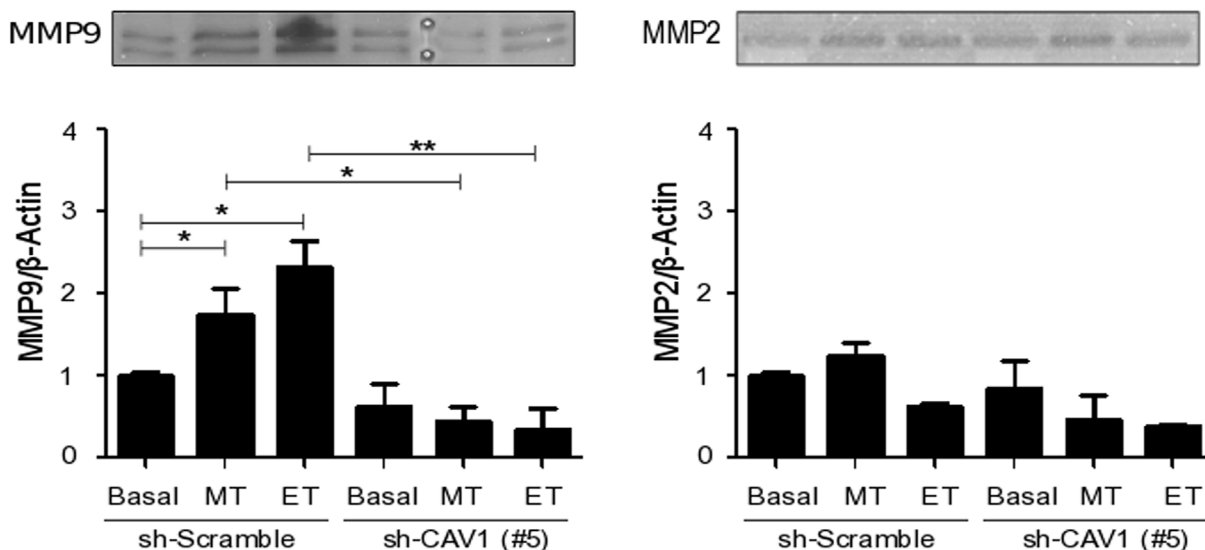 MMP9
MMP2
4
3
2
1
0
MMP9/β-Actin
**
*
*
*
Basal MT ET Basal MT ET
sh-Scramble sh-CAV1 (#5)
4
3
2
1
0
MMP2/β-Actin
Basal MT ET Basal MT ET
sh-Scramble sh-CAV1 (#5)